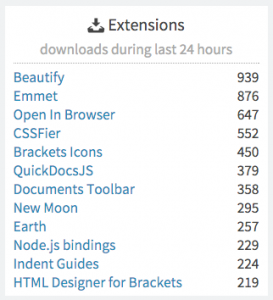 Extensions
downloads during last 24 hours
Beautify 939
Emmet 876
Open In Browser 647
CSSFier 552
Brackets Icons 450
QuickDocsJS 379
Documents Toolbar 358
New Moon 295
Earth 257
Node.js bindings 229
Indent Guides 224
HTML Designer for Brackets 219